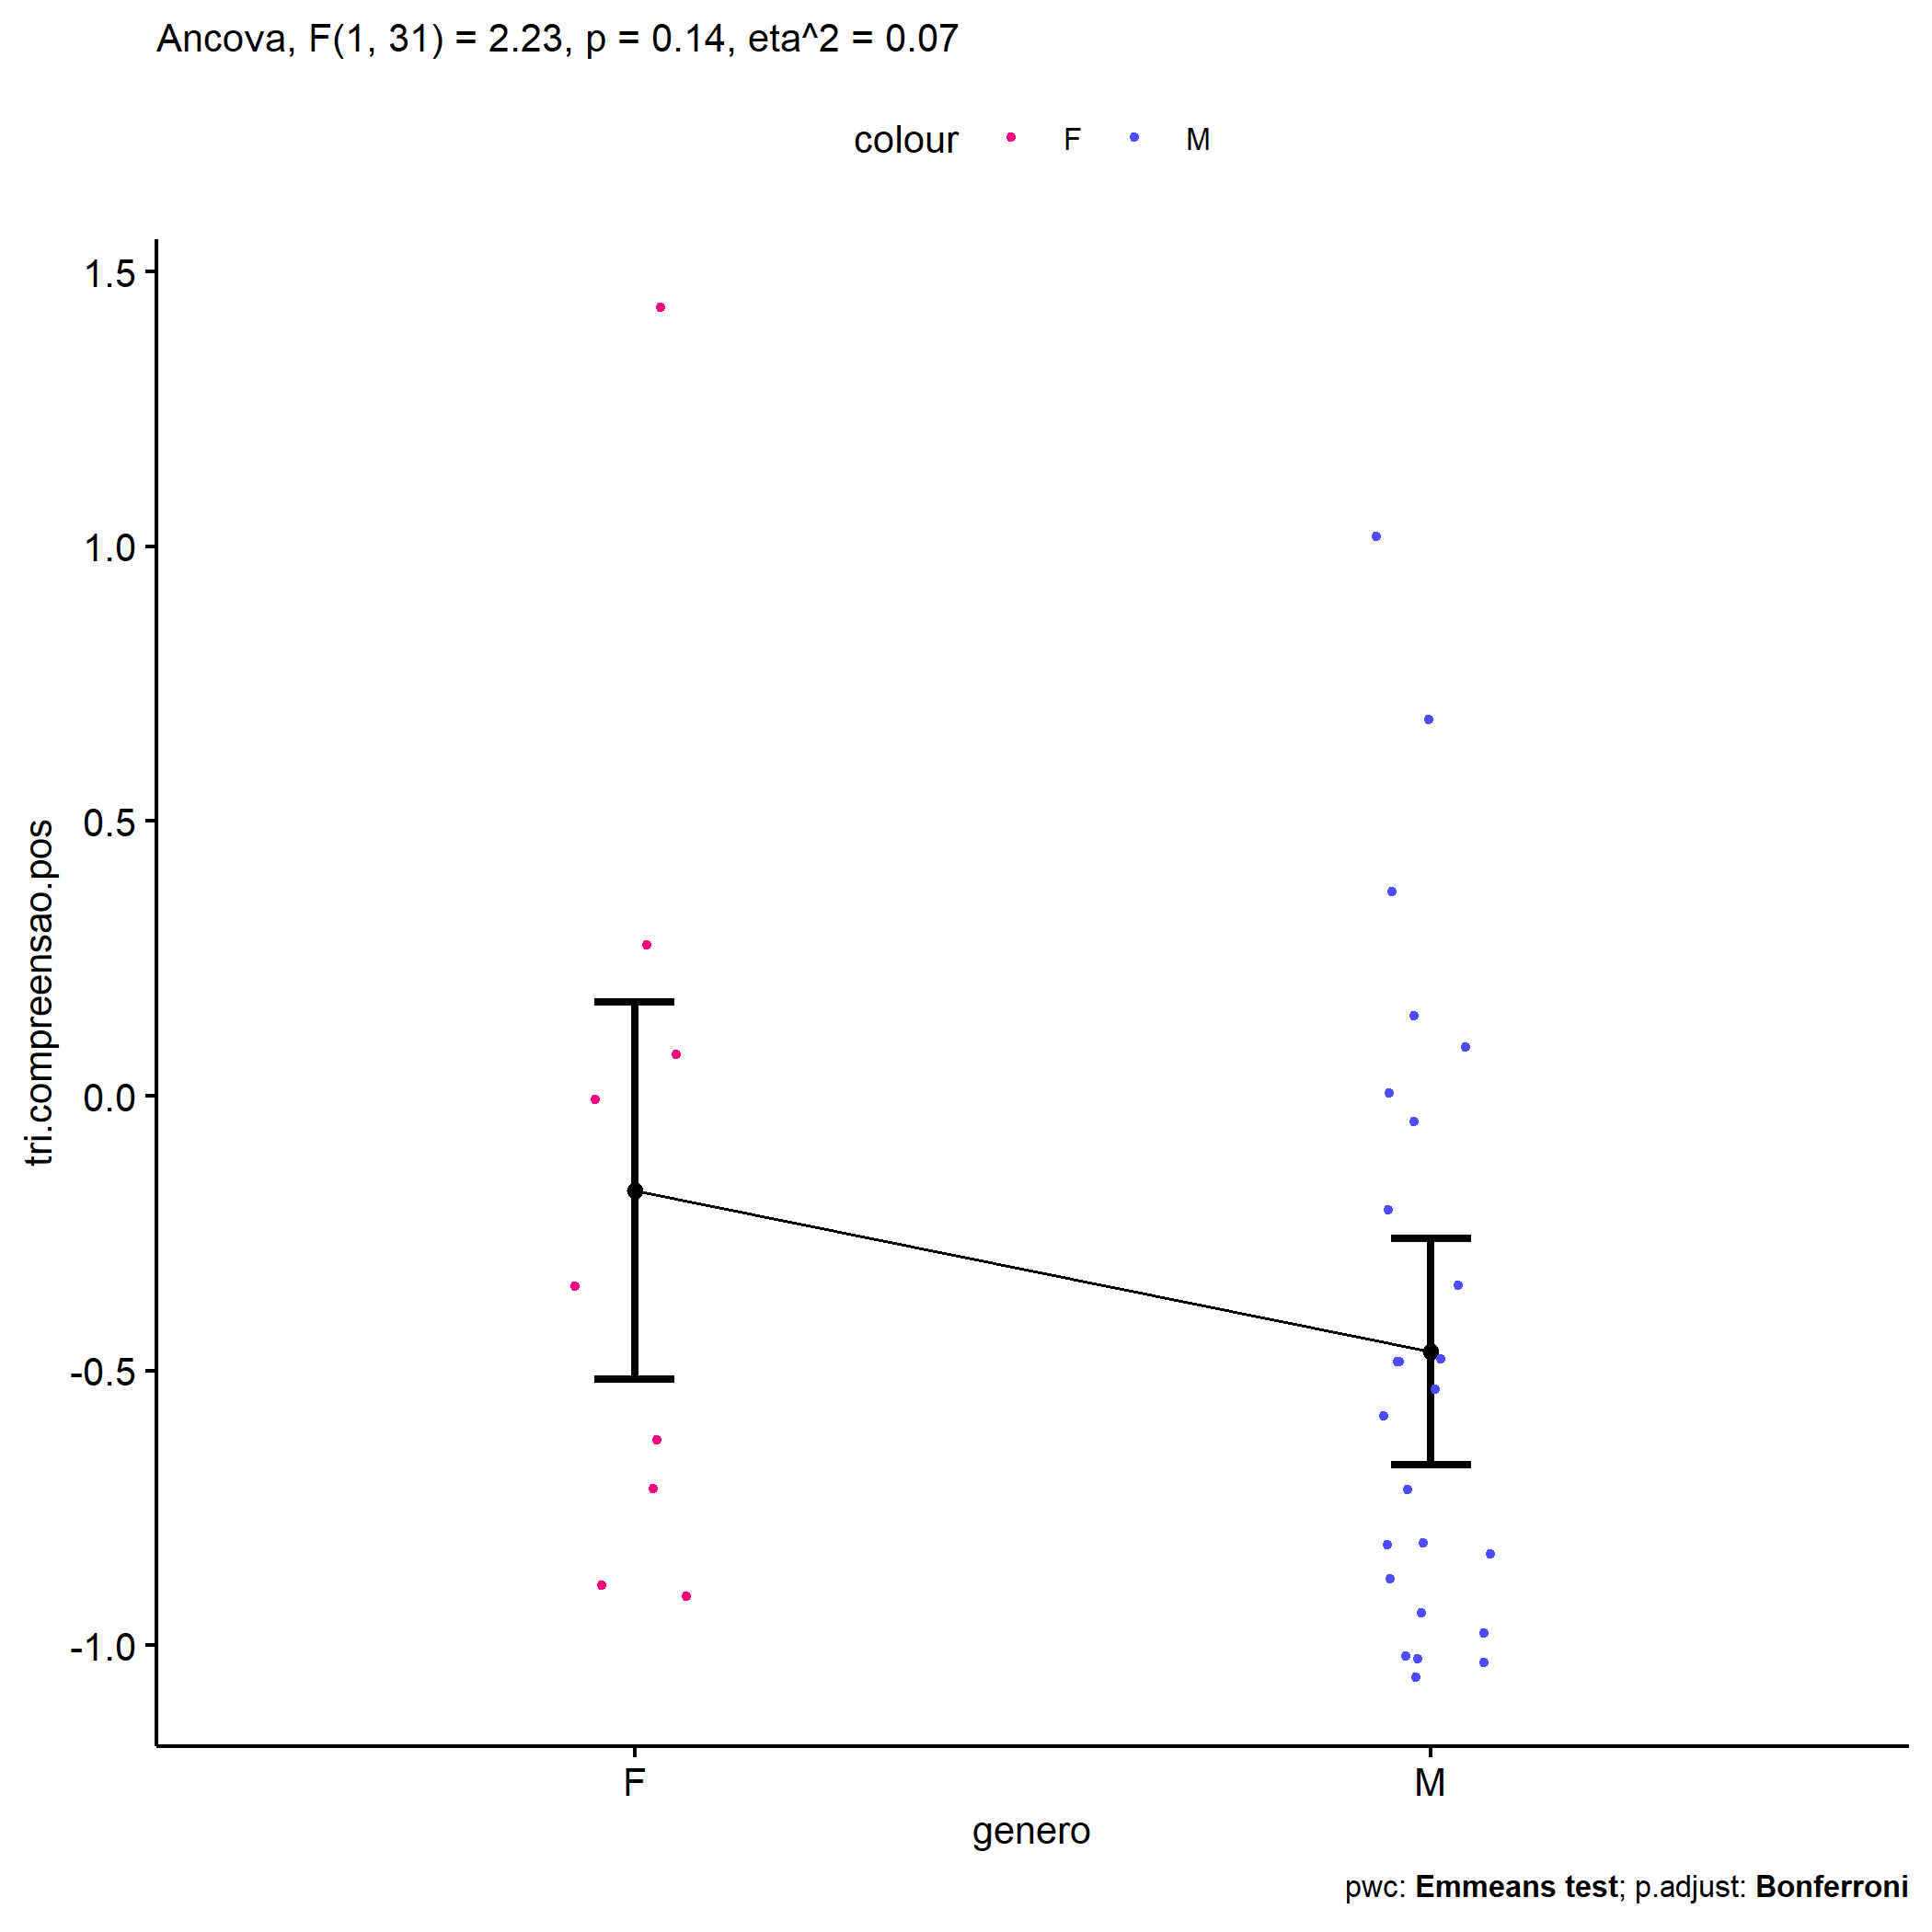 Ancova, F(1, 31) = 2.23, p = 0.14, eta^2 = 0.07
colour F M
1.5
1.0
0.5
0.0
-0.5
-1.0
tri.compreensao.pos
F M
genero
pwc: Emmeans test; p.adjust: Bonferroni